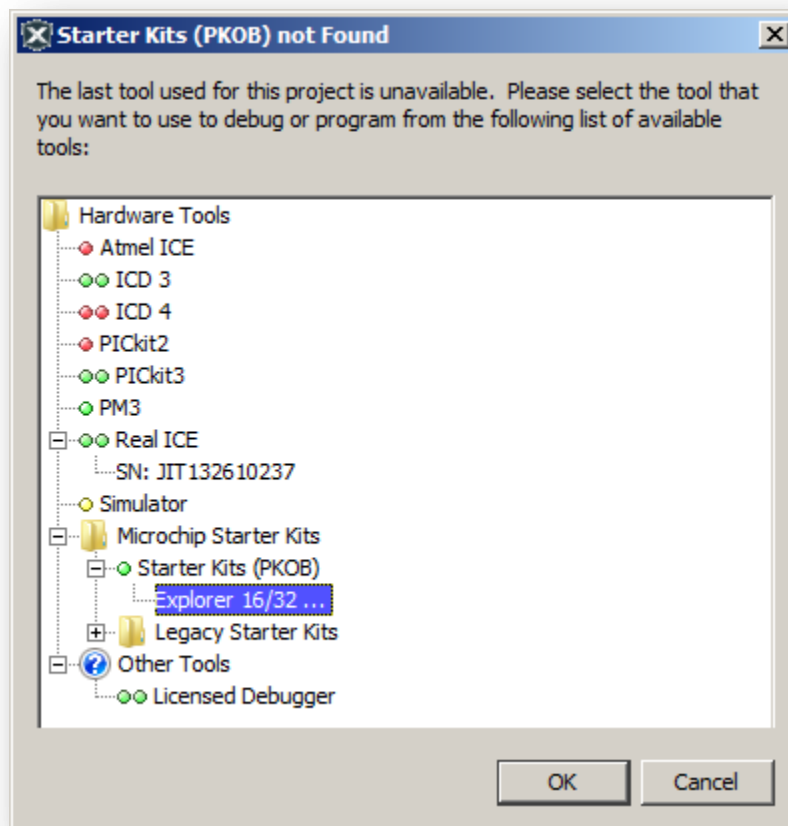 Starter Kits (PKOB) not Found
The last tool used for this project is unavailable. Please select the tool that
you want to use to debug or program from the following list of available
tools:
Hardware Tools
Atmel ICE
ICD 3
ICD 4
PICkit2
PICkit3
PM3
Real ICE
SN: JIT132610237
Simulator
Microchip Starter Kits
Starter Kits (PKOB)
Explorer 16/32 ...
Legacy Starter Kits
Other Tools
Licensed Debugger
OK Cancel